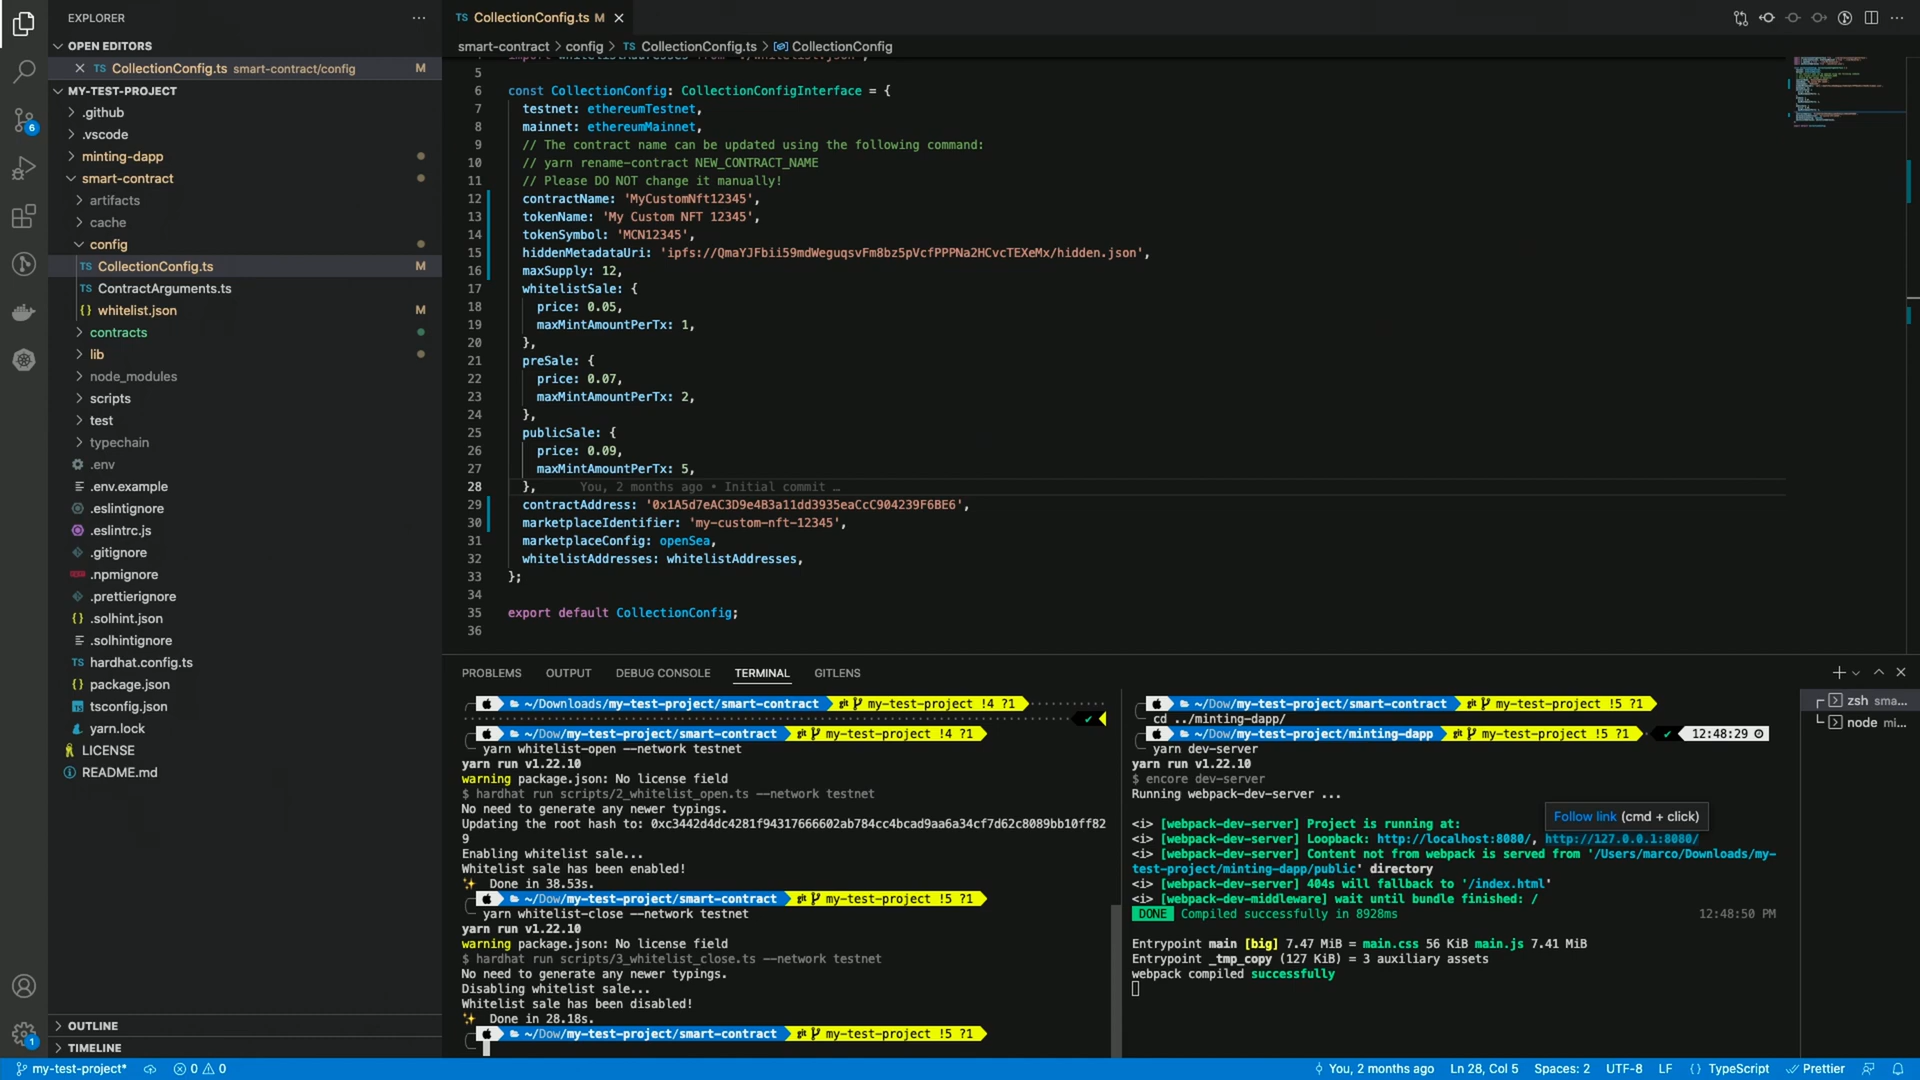 EXPLORER
OPEN EDITORS
CollectionConfig.ts smart-contract/config M
MY-TEST-PROJECT
.github
.vscode
minting-dapp
smart-contract
artifacts
cache
config
TS CollectionConfig.ts M
TS ContractArguments.ts
{} whitelist.json M
contracts
lib
node_modules
scripts
test
typechain
.env
.env.example
.eslintignore
.eslintrc.js
.gitignore
.npmignore
.prettierignore
{} .solhint.json
.solhintignore
TS hardhat.config.ts
{} package.json
tsconfig.json
yarn.lock
LICENSE
README.md
OUTLINE
TIMELINE
6
1
TS CollectionConfig.ts M
smart-contract > config > TS CollectionConfig.ts > CollectionConfig
5
6 const CollectionConfig: CollectionConfigInterface = {
7 testnet: ethereumTestnet,
8 mainnet: ethereumMainnet,
9 // The contract name can be updated using the following command:
10 // yarn rename-contract NEW_CONTRACT_NAME
11 // Please DO NOT change it manually!
12 contractName: 'MyCustomNft12345',
13 tokenName: 'My Custom NFT 12345',
14 tokenSymbol: 'MCN12345',
15 hiddenMetadataUri: 'ipfs://QmaYJFbii59mdWeguqsvFm8bz5pVcfPPPNa2HCvcTEXeMx/hidden.json',
16 maxSupply: 12,
17 whitelistSale: {
18 price: 0.05,
19 maxMintAmountPerTx: 1,
20 },
21 preSale: {
22 price: 0.07,
23 maxMintAmountPerTx: 2,
24 },
25 publicSale: {
26 price: 0.09,
27 maxMintAmountPerTx: 5,
28 }, You, 2 months ago • Initial commit …
29 contractAddress: '0x1A5d7eAC3D9e4B3a11dd3935eaCcC904239F6BE6',
30 marketplaceIdentifier: 'my-custom-nft-12345',
31 marketplaceConfig: openSea,
32 whitelistAddresses: whitelistAddresses,
33 };
34
35 export default CollectionConfig;
36
PROBLEMS OUTPUT DEBUG CONSOLE TERMINAL GITLENS
~/Downloads/my-test-project/smart-contract git my-test-project !4 ?1
~/Dow/my-test-project/smart-contract git my-test-project !4 ?1
yarn whitelist-open --network testnet
yarn run v1.22.10
warning package.json: No license field
$ hardhat run scripts/2_whitelist_open.ts --network testnet
No need to generate any newer typings.
Updating the root hash to: 0xc3442d4dc4281f94317666602ab784cc4bcad9aa6a34cf7d62c8089bb10ff82
9
Enabling whitelist sale...
Whitelist sale has been enabled!
✨ Done in 38.53s.
~/Dow/my-test-project/smart-contract git my-test-project !5 ?1
yarn whitelist-close --network testnet
yarn run v1.22.10
warning package.json: No license field
$ hardhat run scripts/3_whitelist_close.ts --network testnet
No need to generate any newer typings.
Disabling whitelist sale...
Whitelist sale has been disabled!
✨ Done in 28.18s.
~/Dow/my-test-project/smart-contract git my-test-project !5 ?1
~/Dow/my-test-project/smart-contract git my-test-project !5 ?1
cd ../minting-dapp/
~/Dow/my-test-project/minting-dapp git my-test-project !5 ?1 ✔ 12:48:29
yarn dev-server
yarn run v1.22.10
$ encore dev-server
Running webpack-dev-server ...
Follow link (cmd + click)
<i> [webpack-dev-server] Project is running at:
<i> [webpack-dev-server] Loopback: http://localhost:8080/, http://127.0.0.1:8080/
<i> [webpack-dev-server] Content not from webpack is served from '/Users/marco/Downloads/my-
test-project/minting-dapp/public' directory
<i> [webpack-dev-server] 404s will fallback to '/index.html'
<i> [webpack-dev-middleware] wait until bundle finished: /
DONE Compiled successfully in 8928ms 12:48:50 PM
Entrypoint main [big] 7.47 MiB = main.css 56 KiB main.js 7.41 MiB
Entrypoint _tmp_copy (127 KiB) = 3 auxiliary assets
webpack compiled successfully
zsh sma...
node mi...
my-test-project* 0 0 You, 2 months ago Ln 28, Col 5 Spaces: 2 UTF-8 LF {} TypeScript Prettier